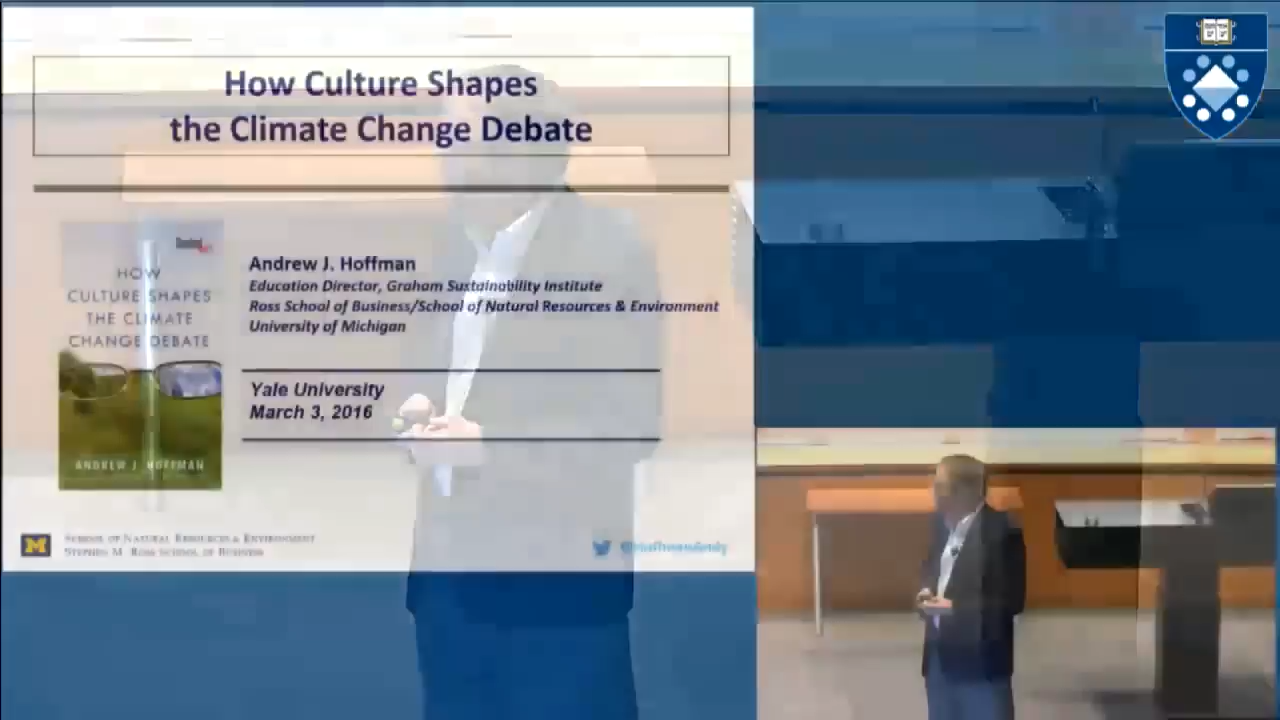 How Culture Shapes
the Climate Change Debate
HOW
CULTURE SHAPES
THE CLIMATE
CHANGE DEBATE
ANDREW J. HOFFMAN
Andrew J. Hoffman
Education Director, Graham Sustainability Institute
Ross School of Business/School of Natural Resources & Environment
University of Michigan
Yale University
March 3, 2016
M
School of Natural Resources & Environment
Stephen M. Ross School of Business